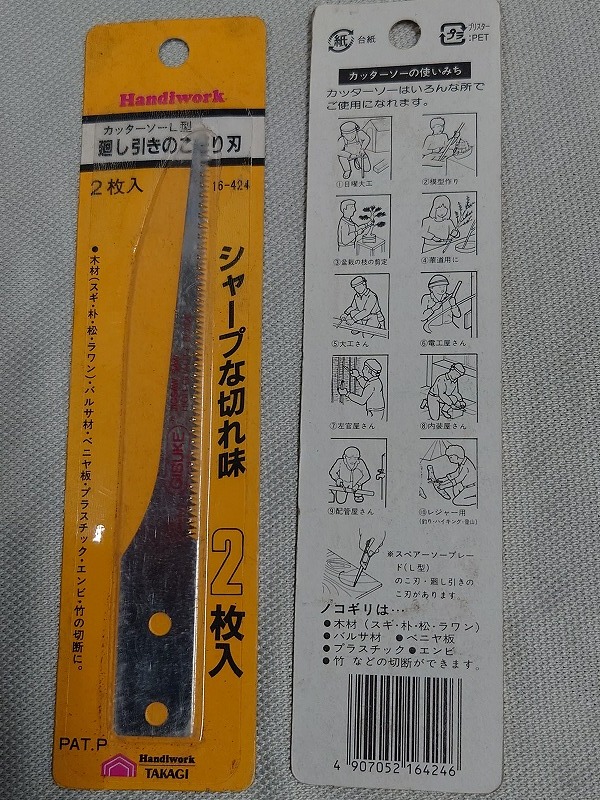 Handiwork
カッターソーL型
廻し引きのこぎり刃
2枚入
16-424
シャープな切れ味
2枚入
●木材(スギ・朴・松・ラワン)・バルサ材・ベニヤ板・プラスチック・エンビ・竹の切断に。
PAT.P
Handiwork
TAKAGI
紙
台紙
プラ
ブリスター
:PET
カッターソーの使いみち
カッターソーはいろんな所で
ご使用になれます。
①日曜大工
②模型作り
③盆栽の枝の剪定
④華道用に
⑤大工さん
⑥電工屋さん
⑦左官屋さん
⑧内装屋さん
⑨配管屋さん
⑩レジャー用
(釣り・ハイキング・登山)
※スペアーソーブレー
ド(L型)
のこ刃・廻し引きの
こ刃があります。
ノコギリは…
●木材(スギ・朴・松・ラワン)
●バルサ材 ●ベニヤ板
●プラスチック●エンビ
●竹 などの切断ができます。
4 907052 164246